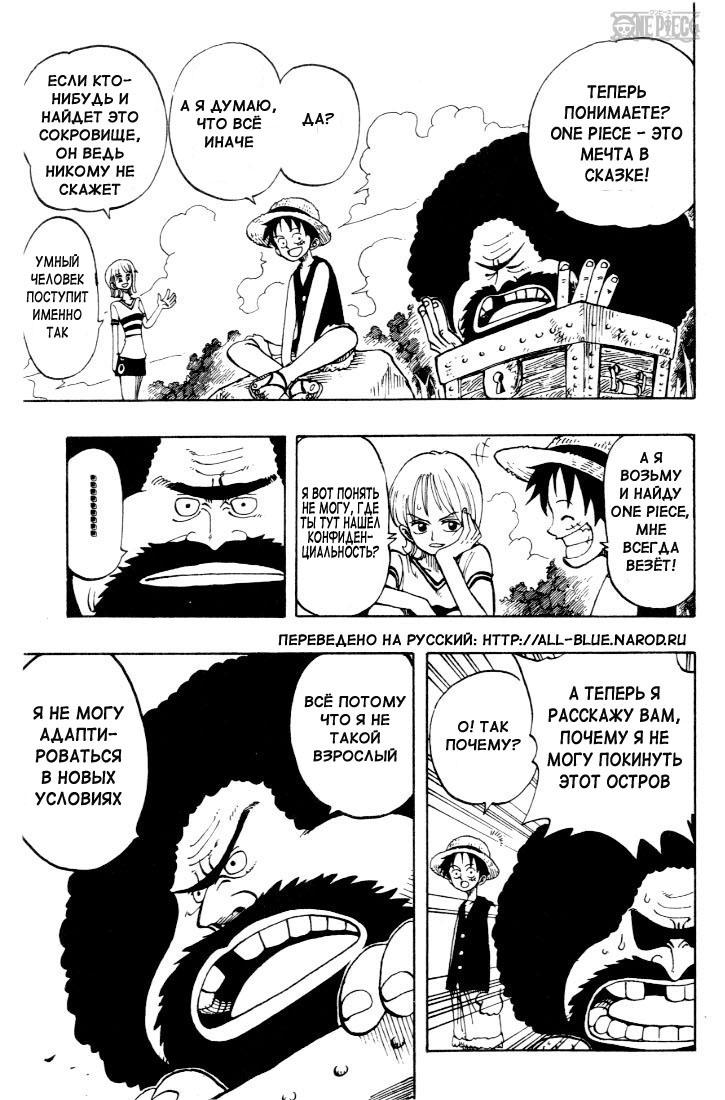 ONE PIECE
ТЕПЕРЬ
ПОНИМАЕТЕ?
ONE PIECE - ЭТО
МЕЧТА В
СКАЗКЕ!
ДА?
А Я ДУМАЮ,
ЧТО ВСЁ
ИНАЧЕ
ЕСЛИ КТО-
НИБУДЬ И
НАЙДЕТ ЭТО
СОКРОВИЩЕ,
ОН ВЕДЬ
НИКОМУ НЕ
СКАЖЕТ
УМНЫЙ
ЧЕЛОВЕК
ПОСТУПИТ
ИМЕННО
ТАК
А Я
ВОЗЬМУ
И НАЙДУ
ONE PIECE,
МНЕ
ВСЕГДА
ВЕЗЁТ!
Я ВОТ ПОНЯТЬ
НЕ МОГУ, ГДЕ
ТЫ ТУТ НАШЕЛ
КОНФИДЕН-
ЦИАЛЬНОСТЬ?
ПЕРЕВЕДЕНО НА РУССКИЙ: HTTP://ALL-BLUE.NAROD.RU
А ТЕПЕРЬ Я
РАССКАЖУ ВАМ,
ПОЧЕМУ Я НЕ
МОГУ ПОКИНУТЬ
ЭТОТ ОСТРОВ
О! ТАК
ПОЧЕМУ?
ВСЁ ПОТОМУ
ЧТО Я НЕ
ТАКОЙ
ВЗРОСЛЫЙ
Я НЕ МОГУ
АДАПТИ-
РОВАТЬСЯ
В НОВЫХ
УСЛОВИЯХ